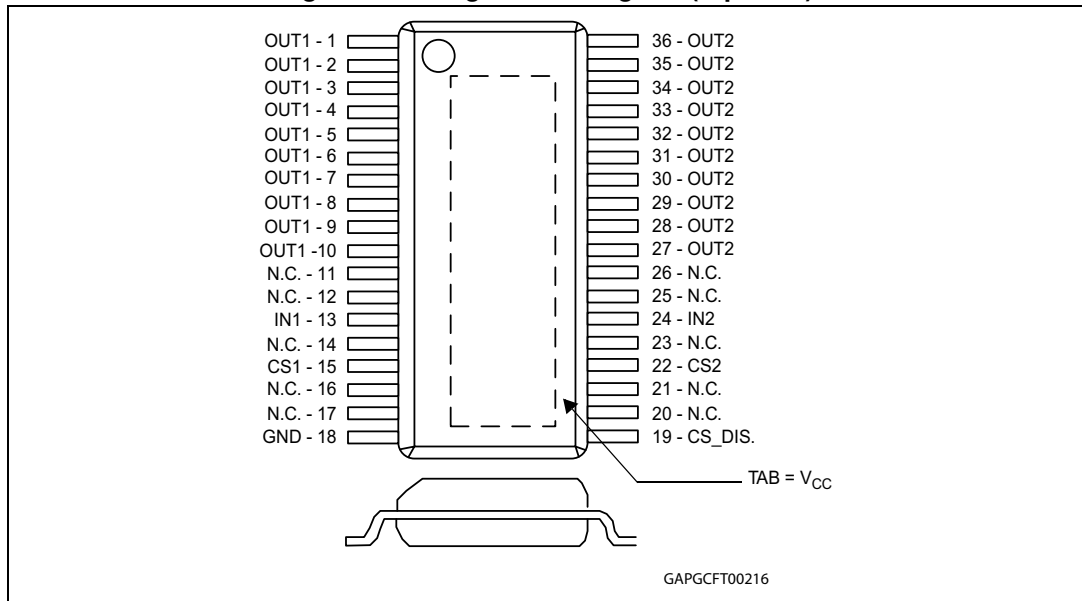 OUT1 - 1
OUT1 - 2
OUT1 - 3
OUT1 - 4
OUT1 - 5
OUT1 - 6
OUT1 - 7
OUT1 - 8
OUT1 - 9
OUT1 -10
N.C. - 11
N.C. - 12
IN1 - 13
N.C. - 14
CS1 - 15
N.C. - 16
N.C. - 17
GND - 18
36 - OUT2
35 - OUT2
34 - OUT2
33 - OUT2
32 - OUT2
31 - OUT2
30 - OUT2
29 - OUT2
28 - OUT2
27 - OUT2
26 - N.C.
25 - N.C.
24 - IN2
23 - N.C.
22 - CS2
21 - N.C.
20 - N.C.
19 - CS_DIS.
TAB = VCC
GAPGCFT00216